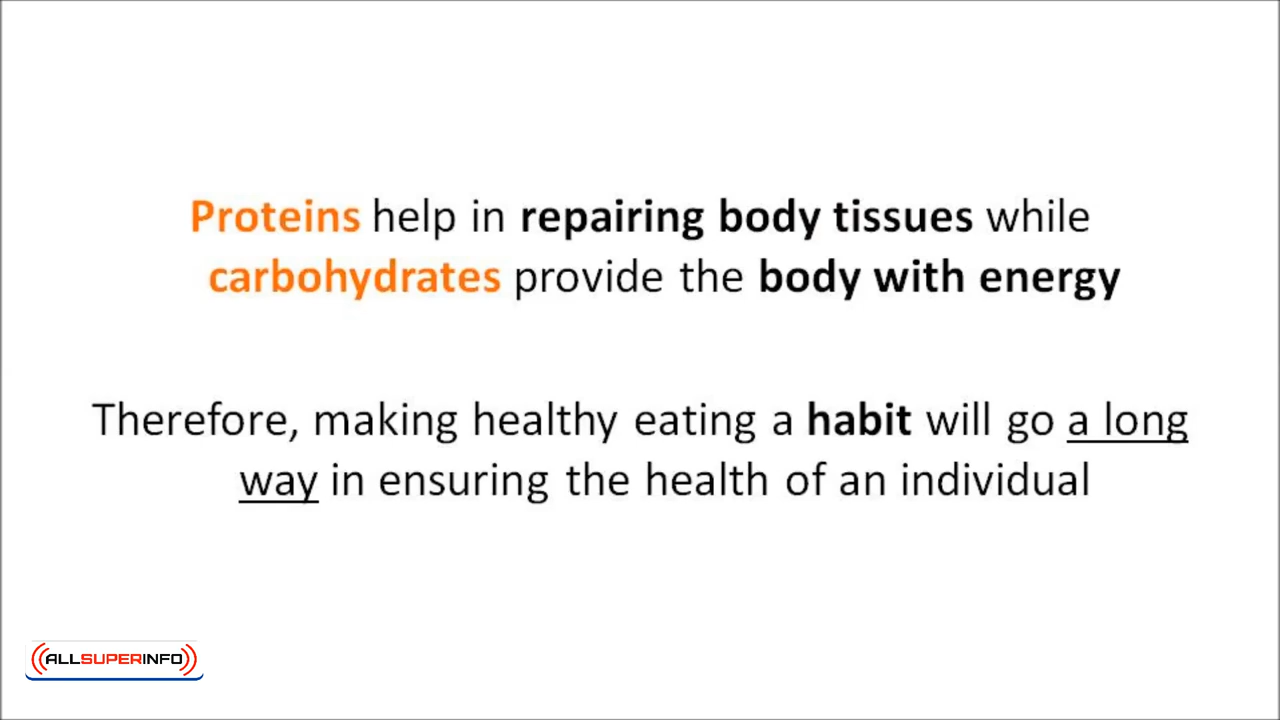 Proteins help in repairing body tissues while
carbohydrates provide the body with energy
Therefore, making healthy eating a habit will go a long
way in ensuring the health of an individual
ALLSUPERINFO